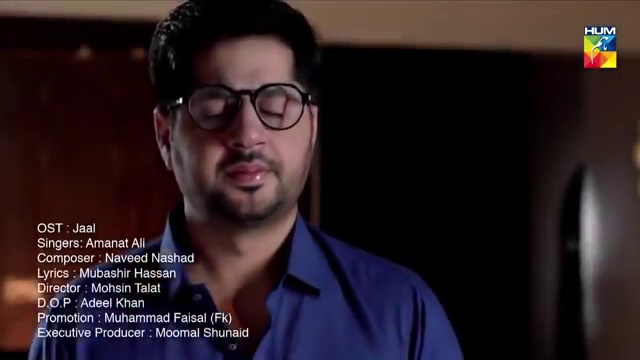 HUM
OST : Jaal
Singers: Amanat Ali
Composer : Naveed Nashad
Lyrics : Mubashir Hassan
Director : Mohsin Talat
D.O.P : Adeel Khan
Promotion : Muhammad Faisal (Fk)
Executive Producer : Moomal Shunaid